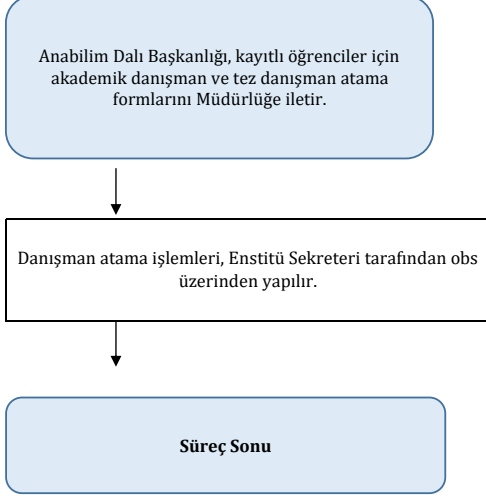 Anabilim Dalı Başkanlığı, kayıtlı öğrenciler için
akademik danışman ve tez danışman atama
formlarını Müdürlüğe iletir.
Danışman atama işlemleri, Enstitü Sekreteri tarafından obs
üzerinden yapılır.
Süreç Sonu